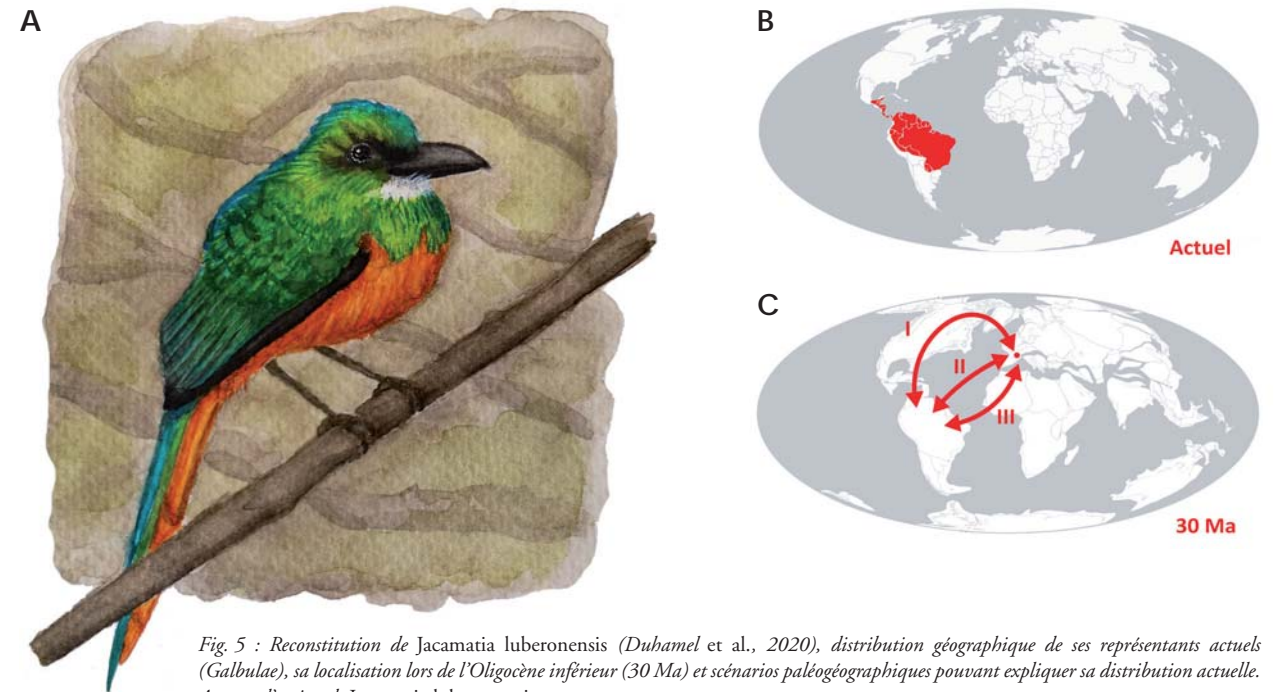 A
B
Actuel
C
I
II
III
30 Ma
Fig. 5 : Reconstitution de Jacamatia luberonensis (Duhamel et al., 2020), distribution géographique de ses représentants actuels
(Galbulae), sa localisation lors de l'Oligocène inférieur (30 Ma) et scénarios paléogéographiques pouvant expliquer sa distribution actuelle.